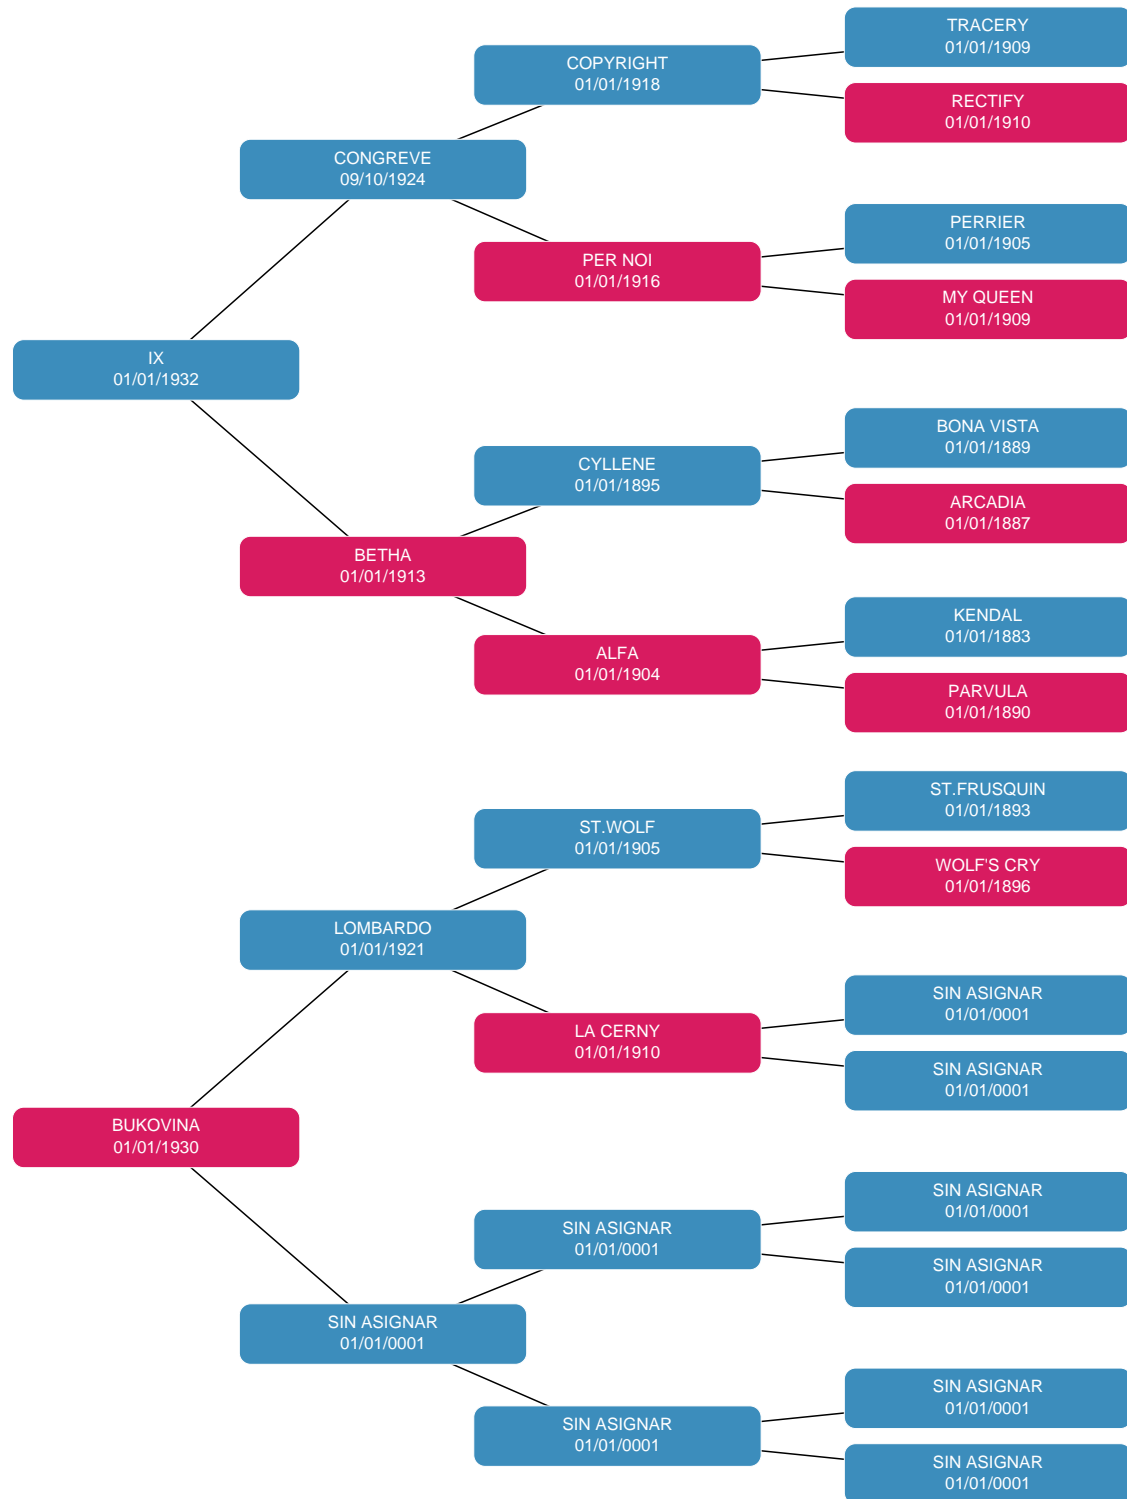 TRACERY
01/01/1909
COPYRIGHT
01/01/1918
RECTIFY
01/01/1910
CONGREVE
09/10/1924
PERRIER
01/01/1905
PER NOI
01/01/1916
MY QUEEN
01/01/1909
IX
01/01/1932
BONA VISTA
01/01/1889
CYLLENE
01/01/1895
ARCADIA
01/01/1887
BETHA
01/01/1913
KENDAL
01/01/1883
ALFA
01/01/1904
PARVULA
01/01/1890
ST.FRUSQUIN
01/01/1893
ST.WOLF
01/01/1905
WOLF'S CRY
01/01/1896
LOMBARDO
01/01/1921
SIN ASIGNAR
01/01/0001
LA CERNY
01/01/1910
SIN ASIGNAR
01/01/0001
BUKOVINA
01/01/1930
SIN ASIGNAR
01/01/0001
SIN ASIGNAR
01/01/0001
SIN ASIGNAR
01/01/0001
SIN ASIGNAR
01/01/0001
SIN ASIGNAR
01/01/0001
SIN ASIGNAR
01/01/0001
SIN ASIGNAR
01/01/0001